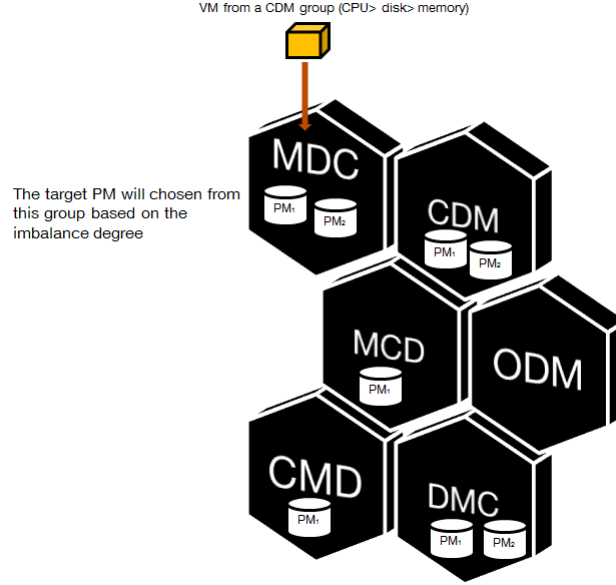 VM from a CDM group (CPU> disk> memory)
MDC
PM₁
PM₂
The target PM will chosen from
this group based on the
imbalance degree
CDM
PM₁
PM₂
MCD
PM₁
ODM
CMD
PM₁
DMC
PM₁
PM₂